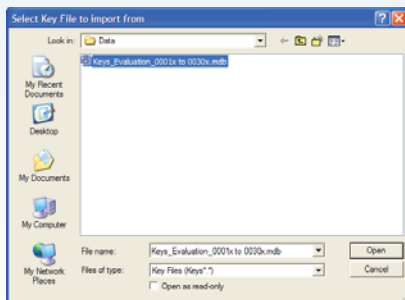 Select Key File to import from
Look in: Data
Keys_Evaluation_0001x to 0030x.mdb
My Recent
Documents
Desktop
My Documents
My Computer
My Network
Places
File name: Keys_Evaluation_0001x to 0030x.mdb Open
Files of type: Key Files (Keys*.*) Cancel
Open as read-only